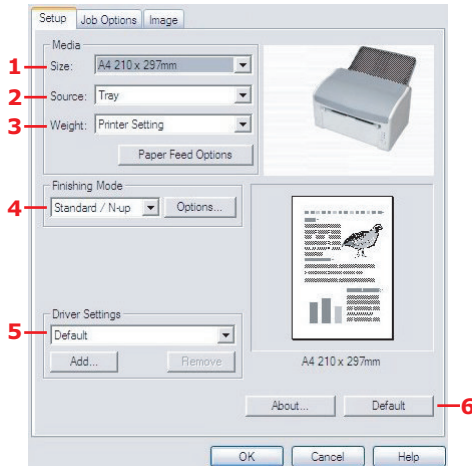 Setup Job Options Image
Media
1 Size: A4 210 x 297mm
2 Source: Tray
3 Weight: Printer Setting
Paper Feed Options
Finishing Mode
4 Standard / N-up Options...
Driver Settings
5 Default
Add... Remove
A4 210 x 297mm
About... Default 6
OK Cancel Help